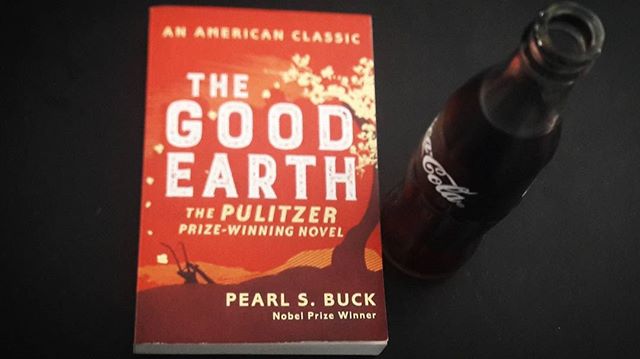 AN AMERICAN CLASSIC
THE
GOOD
EARTH
THE PULITZER
PRIZE-WINNING NOVEL
PEARL S. BUCK
Nobel Prize Winner
Coca-Cola